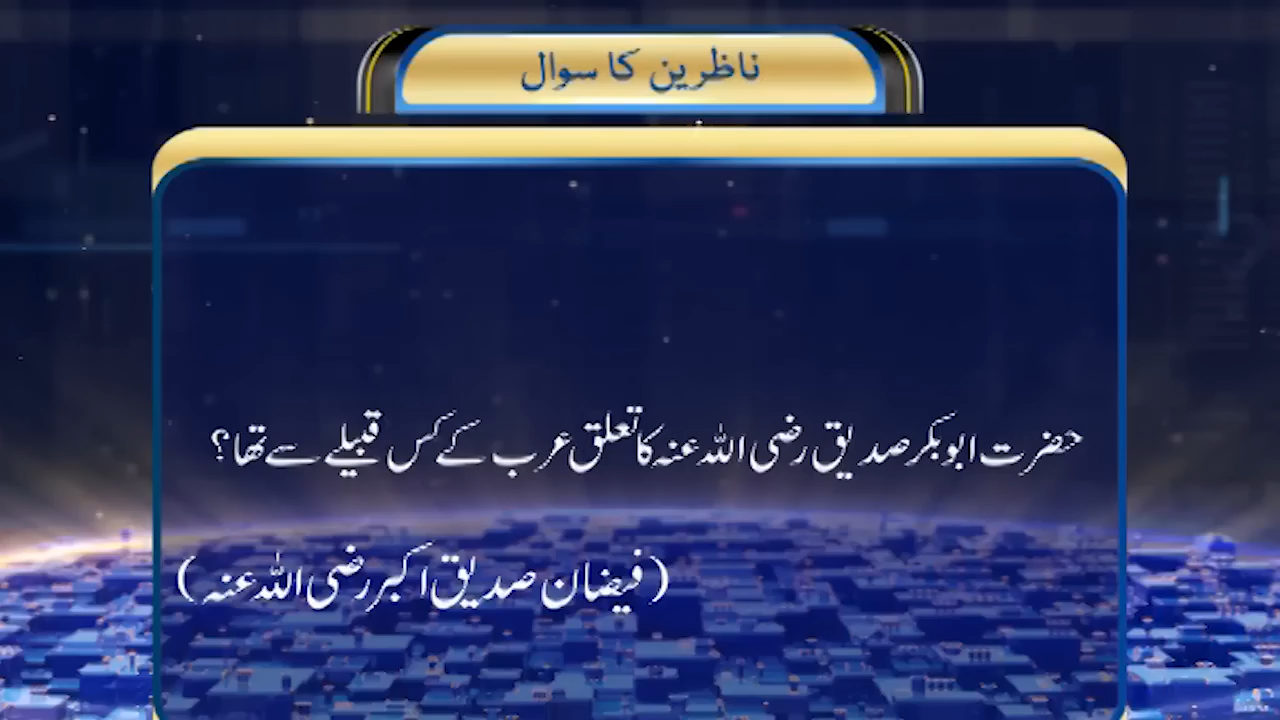 ناظرین کا سوال
حضرت ابوبکر صدیق رضی اللہ عنہ کا تعلق عرب کے کس قبیلے سے تھا؟
(فیضان صدیق اکبر رضی اللہ عنہ)